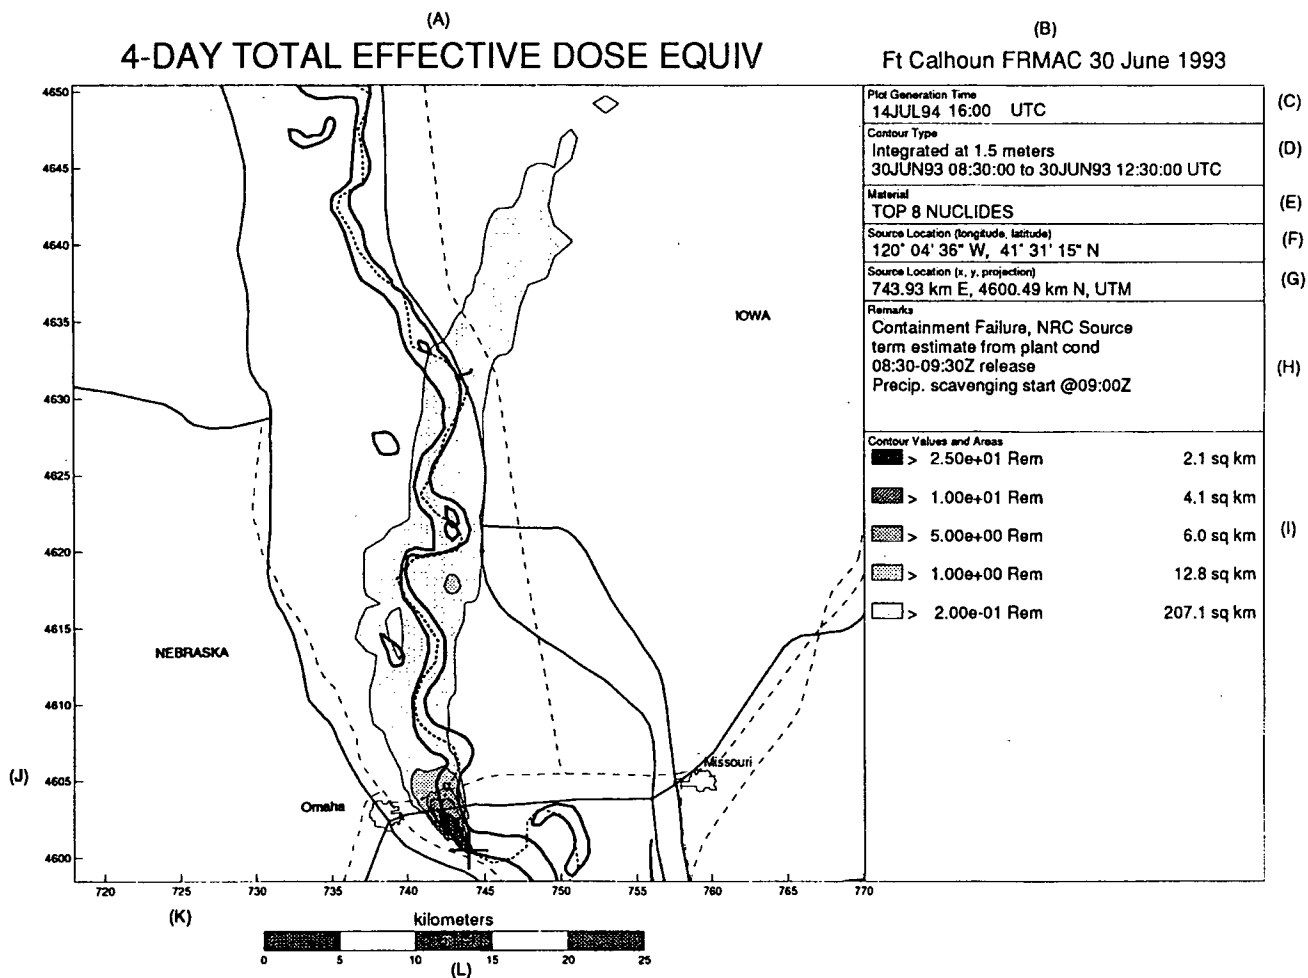 (A)
4-DAY TOTAL EFFECTIVE DOSE EQUIV
(B)
Ft Calhoun FRMAC 30 June 1993
Plot Generation Time
14JUL94 16:00 UTC
(C)
Contour Type
Integrated at 1.5 meters
30JUN93 08:30:00 to 30JUN93 12:30:00 UTC
(D)
Material
TOP 8 NUCLIDES
(E)
Source Location (longitude, latitude)
120° 04' 36" W, 41° 31' 15" N
(F)
Source Location (x, y, projection)
743.93 km E, 4600.49 km N, UTM
(G)
Remarks
Containment Failure, NRC Source
term estimate from plant cond
08:30-09:30Z release
Precip. scavenging start @09:00Z
(H)
Contour Values and Areas
> 2.50e+01 Rem 2.1 sq km
> 1.00e+01 Rem 4.1 sq km
> 5.00e+00 Rem 6.0 sq km
> 1.00e+00 Rem 12.8 sq km
> 2.00e-01 Rem 207.1 sq km
(I)
4650
4645
4640
4635
4630
4625
4620
4615
4610
4605
4600
(J)
IOWA
NEBRASKA
Missouri
Omaha
720 725 730 735 740 745 750 755 760 765 770
(K)
kilometers
0 5 10 15 20 25
(L)